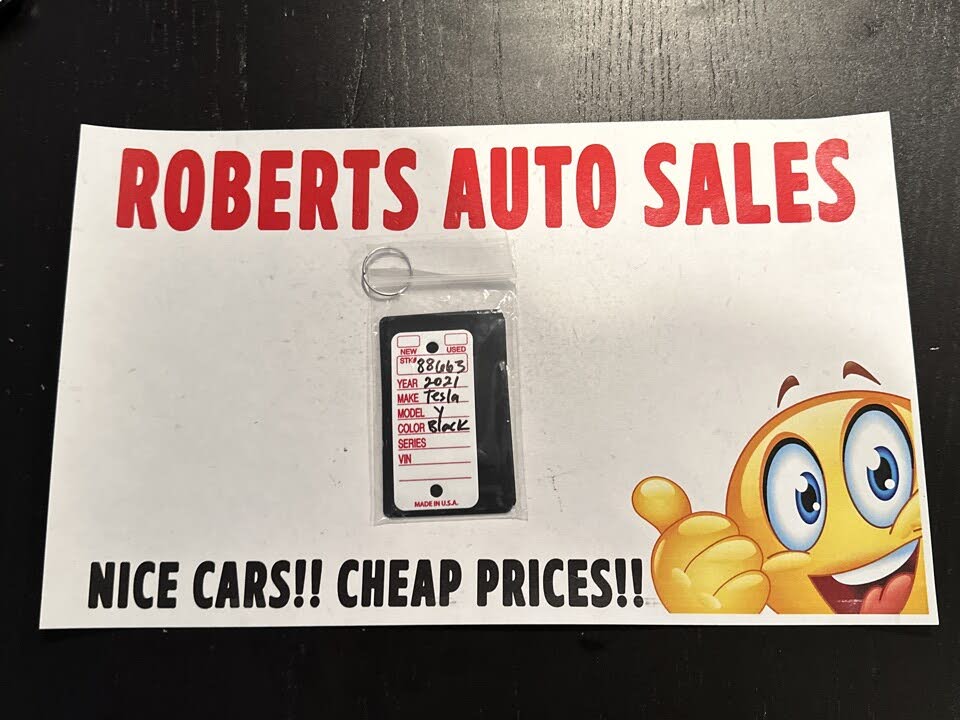 ROBERTS AUTO SALES
NEW USED
STK# 88663
YEAR 2021
MAKE Tesla
MODEL Y
COLOR Black
SERIES
VIN
MADE IN U.S.A.
NICE CARS!! CHEAP PRICES!!